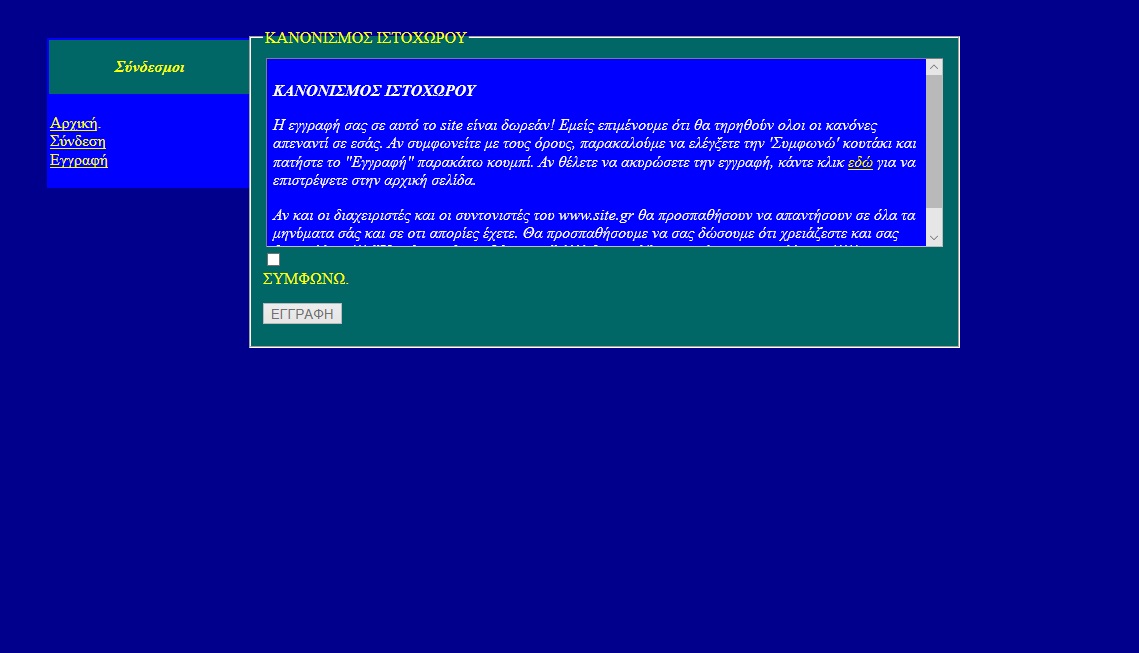 Σύνδεσμοι
Αρχική.
Σύνδεση
Εγγραφή
ΚΑΝΟΝΙΣΜΟΣ ΙΣΤΟΧΩΡΟΥ
ΚΑΝΟΝΙΣΜΟΣ ΙΣΤΟΧΩΡΟΥ
Η εγγραφή σας σε αυτό το site είναι δωρεάν! Εμείς επιμένουμε ότι θα τηρηθούν ολοι οι κανόνες
απεναντί σε εσάς. Αν συμφωνείτε με τους όρους, παρακαλούμε να ελέγξετε την 'Συμφωνώ' κουτάκι και
πατήστε το "Εγγραφή" παρακάτω κουμπί. Αν θέλετε να ακυρώσετε την εγγραφή, κάντε κλικ εδώ για να
επιστρέψετε στην αρχική σελίδα.
Αν και οι διαχειριστές και οι συντονιστές του www.site.gr θα προσπαθήσουν να απαντήσουν σε όλα τα
μηνύματα σάς και σε οτι απορίες έχετε. Θα προσπαθήσουμε να σας δώσουμε ότι χρειάζεστε και σας
ΣΥΜΦΩΝΩ.
ΕΓΓΡΑΦΗ